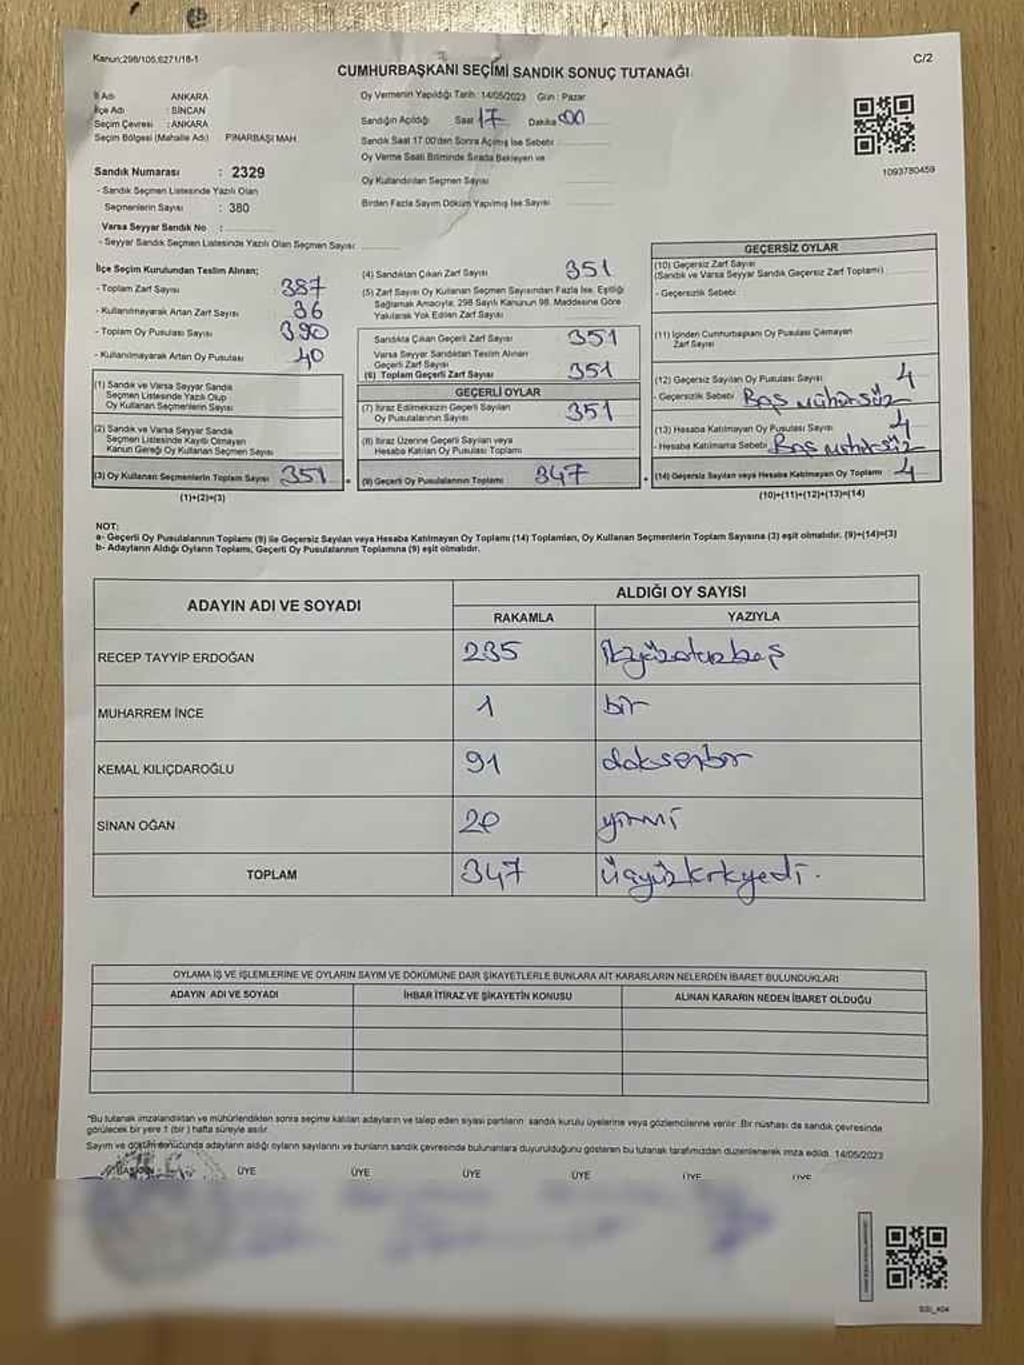 Kanun:298/105,6271/18-1
C/2
CUMHURBAŞKANI SEÇİMİ SANDIK SONUÇ TUTANAĞI
İl Adı ANKARA
İlçe Adı : SİNCAN
Seçim Çevresi : ANKARA
Seçim Bölgesi (Mahalle Adı) PINARBAŞI MAH.
Oy Vermenin Yapıldığı Tarih: 14/05/2023 Gün : Pazar
Sandığın Açıldığı Saat 17 Dakika 00
Sandık Saat 17.00'den Sonra Açılmış İse Sebebi
Oy Verme Saati Bitiminde Sırada Bekleyen ve
Oy Kullandırılan Seçmen Sayısı
Birden Fazla Sayım Döküm Yapılmış İse Sayısı
1093780459
Sandık Numarası : 2329
- Sandık Seçmen Listesinde Yazılı Olan
Seçmenlerin Sayısı : 380
Varsa Seyyar Sandık No :
- Seyyar Sandık Seçmen Listesinde Yazılı Olan Seçmen Sayısı
İlçe Seçim Kurulundan Teslim Alınan;
- Toplam Zarf Sayısı 387
- Kullanılmayarak Artan Zarf Sayısı 36
- Toplam Oy Pusulası Sayısı 390
- Kullanılmayarak Artan Oy Pusulası 40
(1) Sandık ve Varsa Seyyar Sandık
Seçmen Listesinde Yazılı Olup
Oy Kullanan Seçmenlerin Sayısı
(2) Sandık ve Varsa Seyyar Sandık
Seçmen Listesinde Kayıtlı Olmayan
Kanun Gereği Oy Kullanan Seçmen Sayısı
(3) Oy Kullanan Seçmenlerin Toplam Sayısı 351
(1)+(2)=(3)
(4) Sandıktan Çıkan Zarf Sayısı 351
(5) Zarf Sayısı Oy Kullanan Seçmen Sayısından Fazla İse, Eşitliği
Sağlamak Amacıyla, 298 Sayılı Kanunun 98. Maddesine Göre
Yakılarak Yok Edilen Zarf Sayısı
Sandıkta Çıkan Geçerli Zarf Sayısı 351
Varsa Seyyar Sandıktan Teslim Alınan
Geçerli Zarf Sayısı
(6) Toplam Geçerli Zarf Sayısı 351
GEÇERLİ OYLAR
(7) İtiraz Edilmeksizin Geçerli Sayılan
Oy Pusulalarının Sayısı 351
(8) İtiraz Üzerine Geçerli Sayılan veya
Hesaba Katılan Oy Pusulası Toplamı
(9) Geçerli Oy Pusulalarının Toplamı 347
GEÇERSİZ OYLAR
(10) Geçersiz Zarf Sayısı
(Sandık ve Varsa Seyyar Sandık Geçersiz Zarf Toplamı)
- Geçersizlik Sebebi
(11) İçinden Cumhurbaşkanı Oy Pusulası Çıkmayan
Zarf Sayısı
(12) Geçersiz Sayılan Oy Pusulası Sayısı 4
- Geçersizlik Sebebi Boş mühürsüz
(13) Hesaba Katılmayan Oy Pusulası Sayısı 4
- Hesaba Katılmama Sebebi Boş mühürsüz
(14) Geçersiz Sayılan veya Hesaba Katılmayan Oy Toplamı 4
(10)+(11)+(12)+(13)=(14)
NOT:
a- Geçerli Oy Pusulalarının Toplamı (9) ile Geçersiz Sayılan veya Hesaba Katılmayan Oy Toplamı (14) Toplamları, Oy Kullanan Seçmenlerin Toplam Sayısına (3) eşit olmalıdır. (9)+(14)=(3)
b- Adayların Aldığı Oyların Toplamı, Geçerli Oy Pusulalarının Toplamına (9) eşit olmalıdır.
ADAYIN ADI VE SOYADI
ALDIĞI OY SAYISI
RAKAMLA YAZIYLA
RECEP TAYYİP ERDOĞAN 235 ikiyüzotuzbeş
MUHARREM İNCE 1 bir
KEMAL KILIÇDAROĞLU 91 doksanbir
SİNAN OĞAN 20 yirmi
TOPLAM 347 üçyüzkırkyedi.
OYLAMA İŞ VE İŞLEMLERİNE VE OYLARIN SAYIM VE DÖKÜMÜNE DAİR ŞİKAYETLERLE BUNLARA AİT KARARLARIN NELERDEN İBARET BULUNDUKLARI
ADAYIN ADI VE SOYADI İHBAR İTİRAZ VE ŞİKAYETİN KONUSU ALINAN KARARIN NEDEN İBARET OLDUĞU
*Bu tutanak imzalandıktan ve mühürlendikten sonra seçime katılan adayların ve talep eden siyasi partilerin sandık kurulu üyelerine veya gözlemcilerine verilir. Bir nüshası da sandık çevresinde
görülecek bir yere 1 (bir ) hafta süreyle asılır.
Sayım ve döküm sonucunda adayların aldığı oyların sayılarını ve bunların sandık çevresinde bulunanlara duyurulduğunu gösteren bu tutanak tarafımızdan düzenlenerek imza edildi. 14/05/2023
BAŞKAN ÜYE ÜYE ÜYE ÜYE ÜYE ÜYE